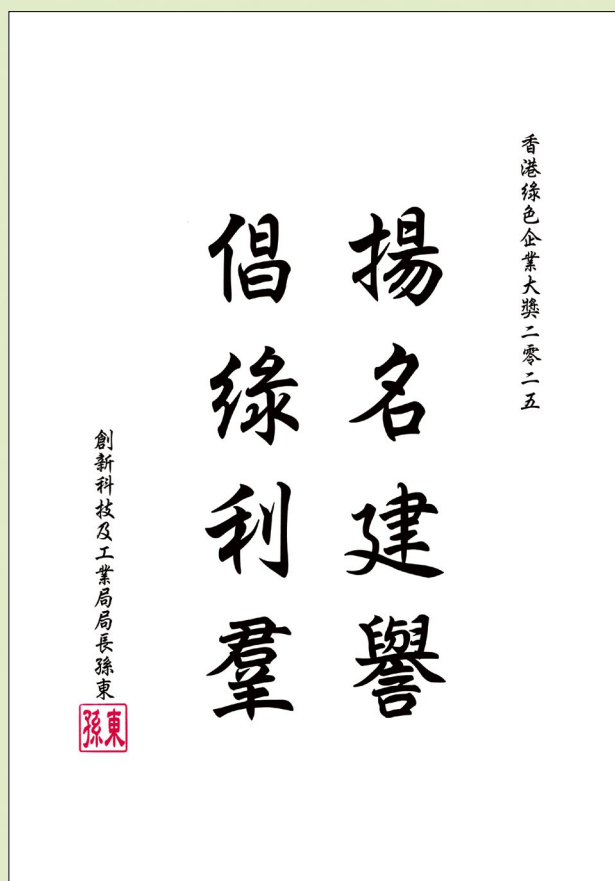 香港綠色企業大獎二零二五
揚名建譽
倡綠利羣
創新科技及工業局局長孫東
孫東